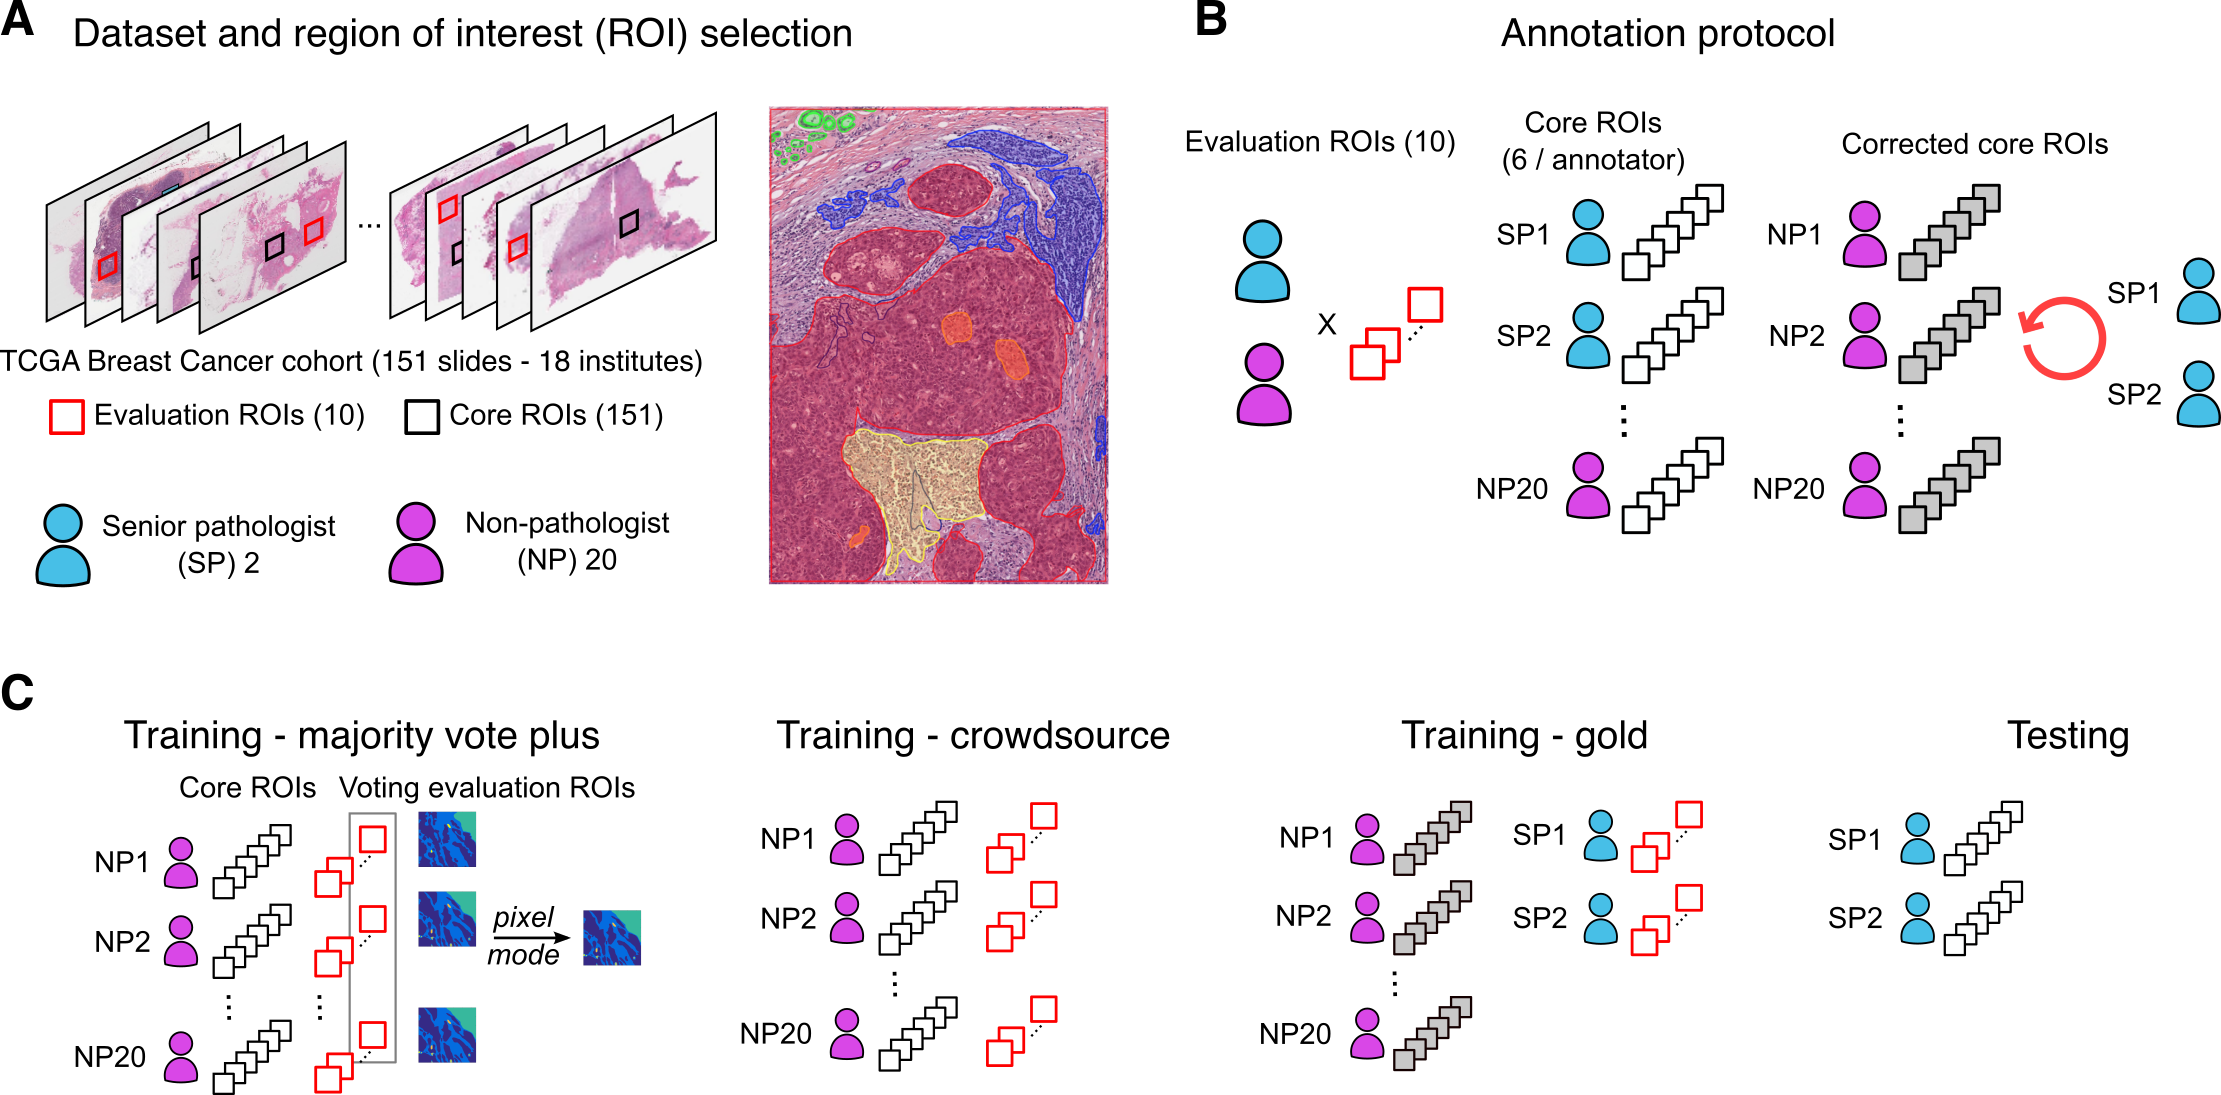 A
Dataset and region of interest (ROI) selection
...
TCGA Breast Cancer cohort (151 slides - 18 institutes)
Evaluation ROIs (10)
Core ROIs (151)
Senior pathologist
(SP) 2
Non-pathologist
(NP) 20
B
Annotation protocol
Evaluation ROIs (10)
X
Core ROIs
(6 / annotator)
SP1
SP2
NP20
Corrected core ROIs
NP1
NP2
NP20
SP1
SP2
C
Training - majority vote plus
Core ROIs
Voting evaluation ROIs
NP1
NP2
NP20
pixel
mode
Training - crowdsource
NP1
NP2
NP20
Training - gold
NP1
NP2
NP20
SP1
SP2
Testing
SP1
SP2